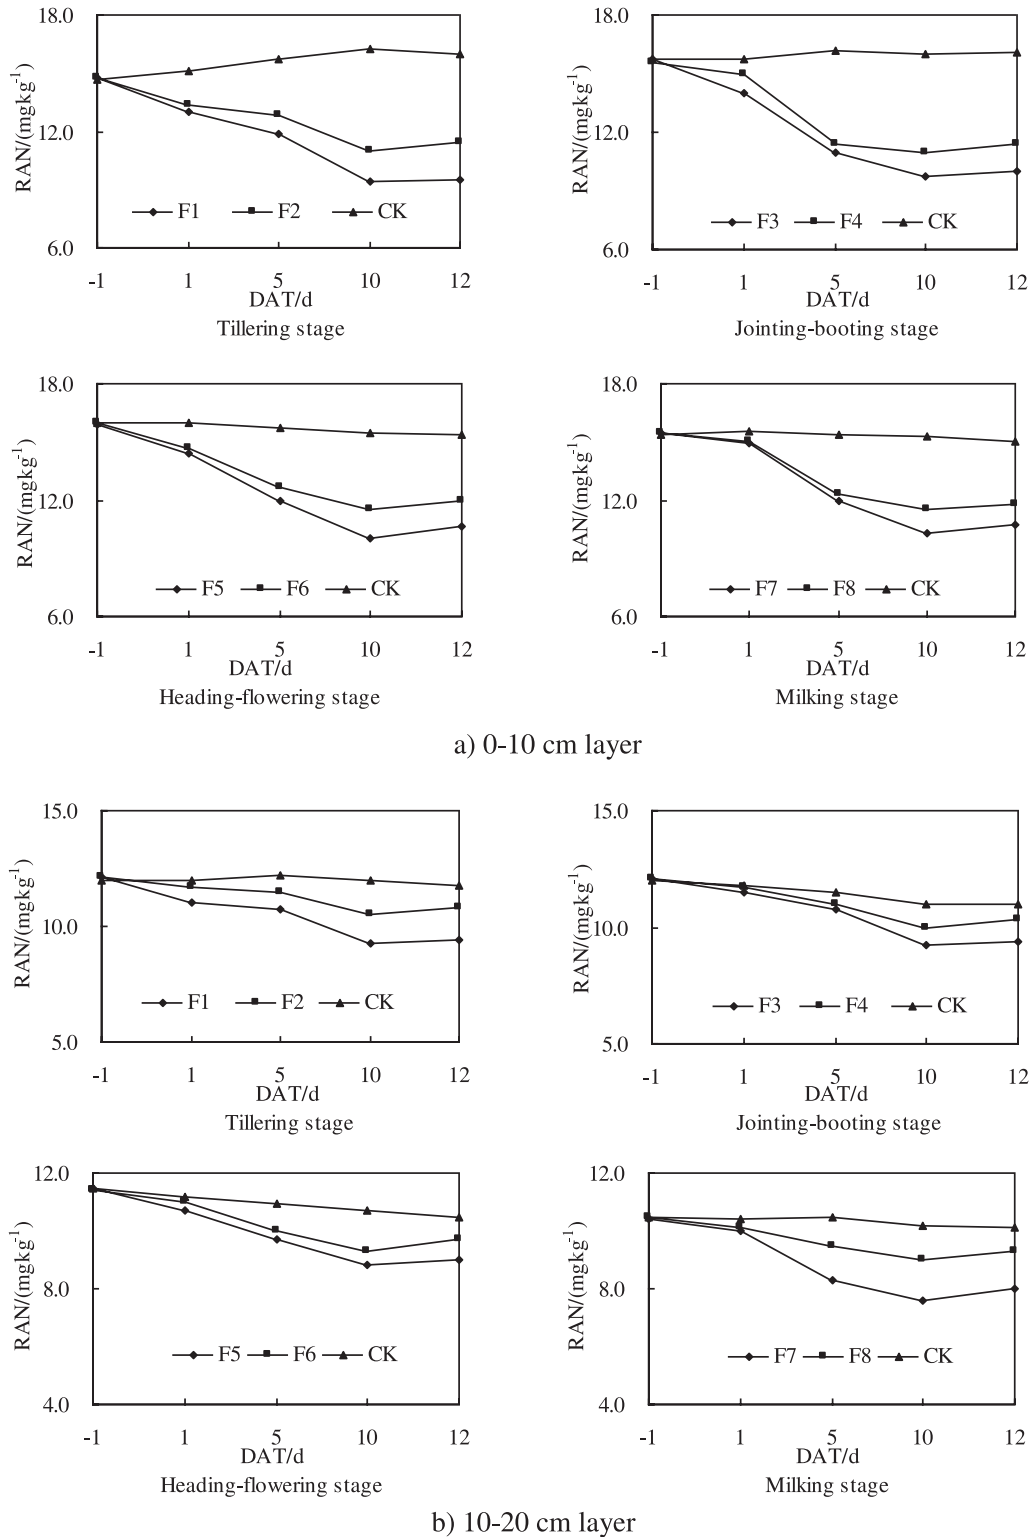 18.0 18.0
RAN/(mgkg-1) RAN/(mgkg-1)
12.0 12.0
F1 F2 CK F3 F4 CK
6.0 6.0
-1 1 5 10 12 -1 1 5 10 12
DAT/d DAT/d
Tillering stage Jointing-booting stage
18.0 18.0
RAN/(mgkg-1) RAN/(mgkg-1)
12.0 12.0
F5 F6 CK F7 F8 CK
6.0 6.0
-1 1 5 10 12 -1 1 5 10 12
DAT/d DAT/d
Heading-flowering stage Milking stage
a) 0-10 cm layer
15.0 15.0
RAN/(mgkg-1) RAN/(mgkg-1)
10.0 10.0
F1 F2 CK F3 F4 CK
5.0 5.0
-1 1 5 10 12 -1 1 5 10 12
DAT/d DAT/d
Tillering stage Jointing-booting stage
12.0 12.0
RAN/(mgkg-1) RAN/(mgkg-1)
8.0 8.0
F5 F6 CK F7 F8 CK
4.0 4.0
-1 1 5 10 12 -1 1 5 10 12
DAT/d DAT/d
Heading-flowering stage Milking stage
b) 10-20 cm layer